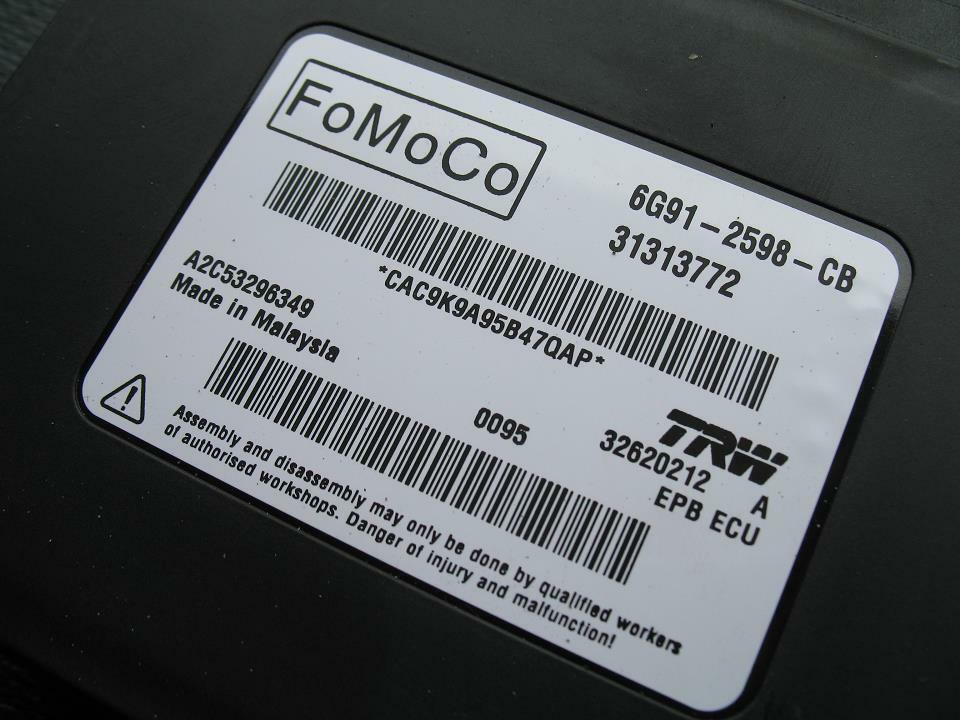 FoMoCo
6G91-2598-CB
31313772
*CAC9K9A95B47QAP*
A2C53296349
Made in Malaysia
0095
TRW
32620212 A
EPB ECU
Assembly and disassembly may only be done by qualified workers
of authorised workshops. Danger of injury and malfunction!